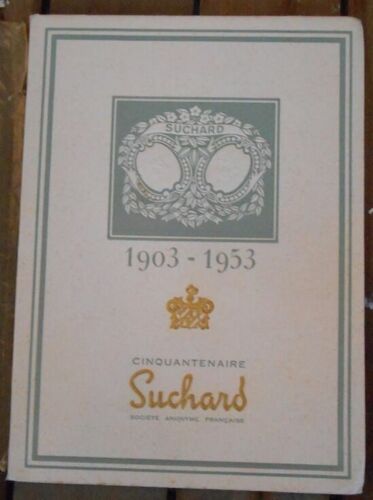 SUCHARD
1903 - 1953
CINQUANTENAIRE
Suchard
SOCIÉTÉ ANONYME FRANÇAISE